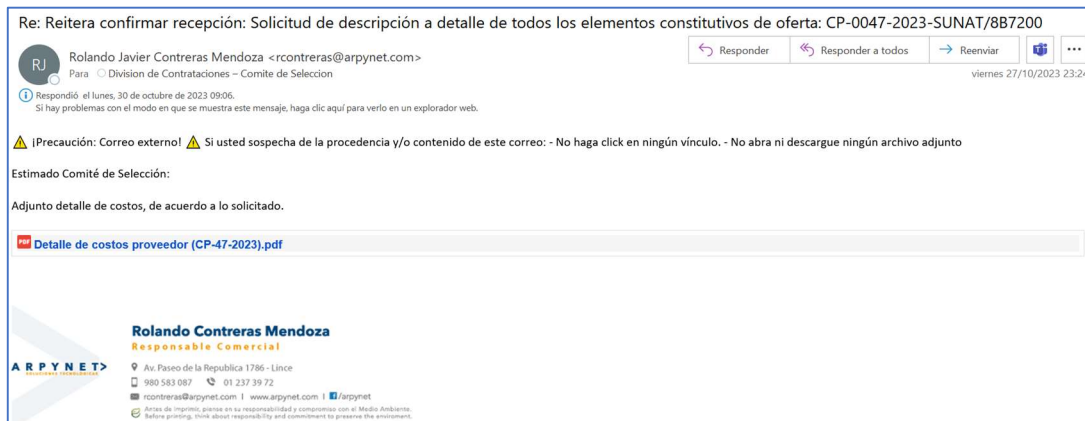 Re: Reitera confirmar recepción: Solicitud de descripción a detalle de todos los elementos constitutivos de oferta: CP-0047-2023-SUNAT/8B7200
RJ
Rolando Javier Contreras Mendoza <rcontreras@arpynet.com>
Para Division de Contrataciones – Comite de Seleccion
Responder
Responder a todos
Reenviar
viernes 27/10/2023 23:24
Respondió el lunes, 30 de octubre de 2023 09:06.
Si hay problemas con el modo en que se muestra este mensaje, haga clic aquí para verlo en un explorador web.
¡Precaución: Correo externo! Si usted sospecha de la procedencia y/o contenido de este correo: - No haga click en ningún vínculo. - No abra ni descargue ningún archivo adjunto
Estimado Comité de Selección:
Adjunto detalle de costos, de acuerdo a lo solicitado.
PDF Detalle de costos proveedor (CP-47-2023).pdf
ARPYNET>
SOLUCIONES TECNOLÓGICAS
Rolando Contreras Mendoza
Responsable Comercial
Av. Paseo de la Republica 1786 - Lince
980 583 087 01 237 39 72
rcontreras@arpynet.com | www.arpynet.com | /arpynet
Antes de imprimir, piense en su responsabilidad y compromiso con el Medio Ambiente.
Before printing, think about responsibility and commitment to preserve the enviroment.